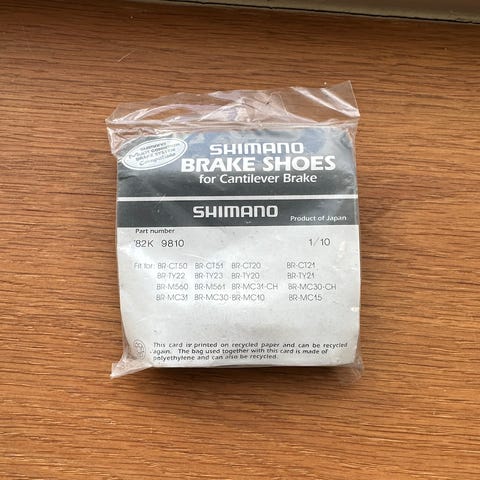 SHIMANO
BRAKE SHOES
for Cantilever Brake
SHIMANO
Compatible
SHIMANO
Product of Japan
Part number
82K 9810 1/10
Fit for: BR-CT50 BR-CT51 BR-CT20 BR-CT21
BR-TY22 BR-TY23 BR-TY20 BR-TY21
BR-M560 BR-M561 BR-MC31-CH BR-MC30-CH
BR-MC31 BR-MC30 BR-MC10 BR-MC15
This card is printed on recycled paper and can be recycled
again. The bag used together with this card is made of
polyethylene and can also be recycled.